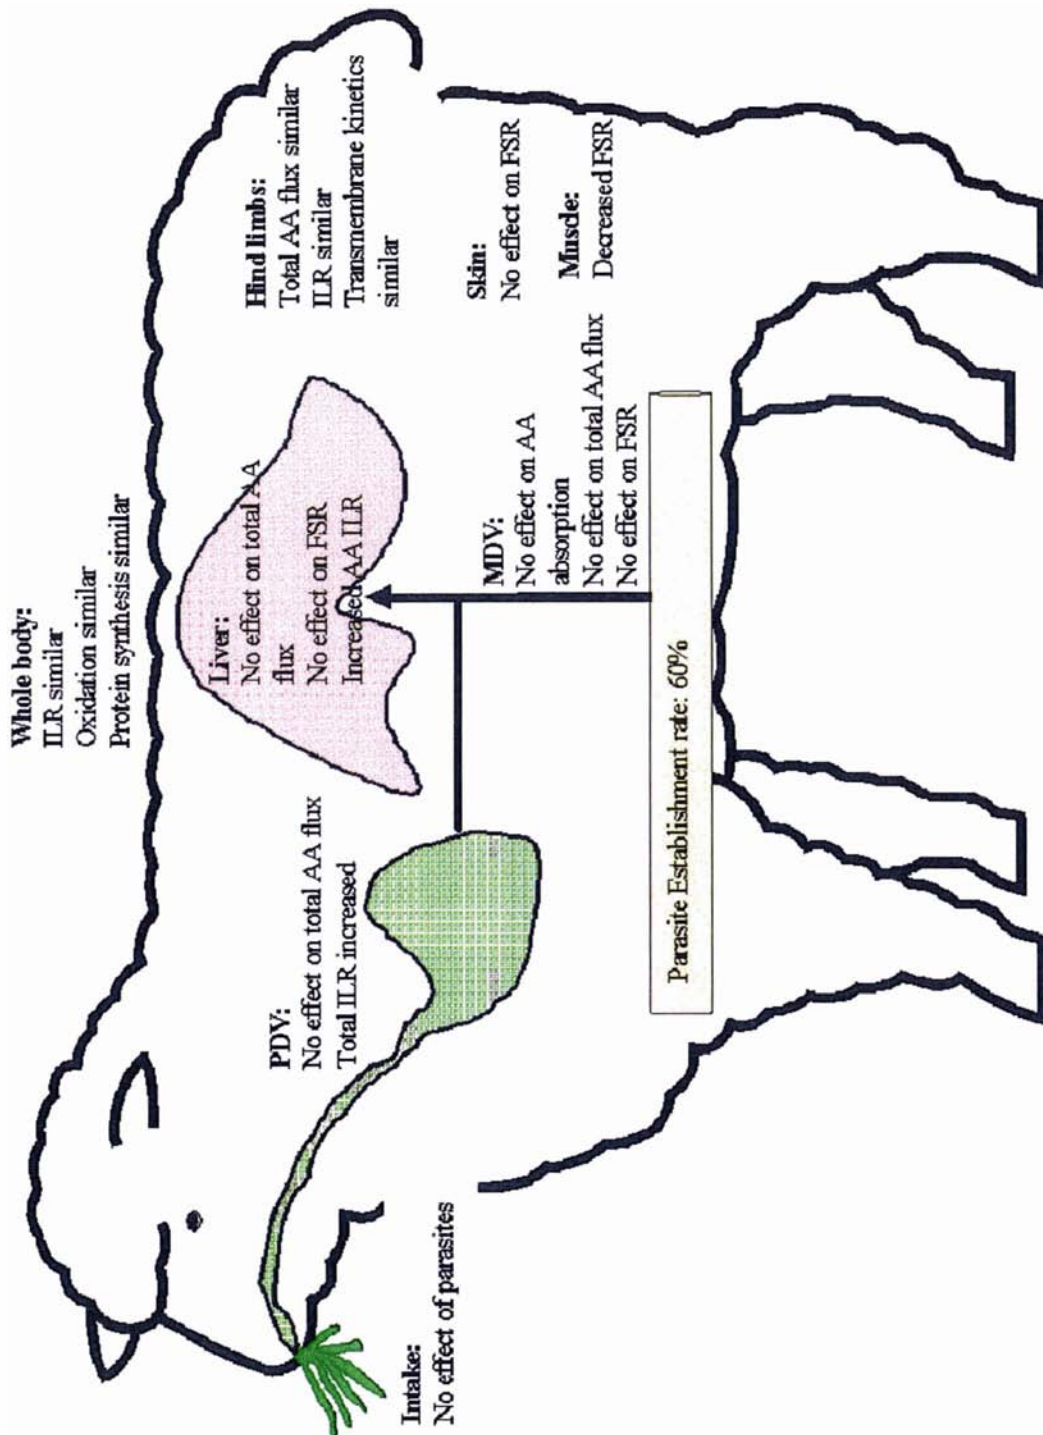 Whole body:
ILR similar
Oxidation similar
Protein synthesis similar
Hind limbs:
Total AA flux similar
ILR similar
Transmembrane kinetics
similar
Liver:
No effect on total AA
flux
No effect on FSR
Increased AA ILR
PDV:
No effect on total AA flux
Total ILR increased
Skin:
No effect on FSR
Muscle:
Decreased FSR
MDV:
No effect on AA
absorption
No effect on total AA flux
No effect on FSR
Intake:
No effect of parasites
Parasite Establishment rate: 60%